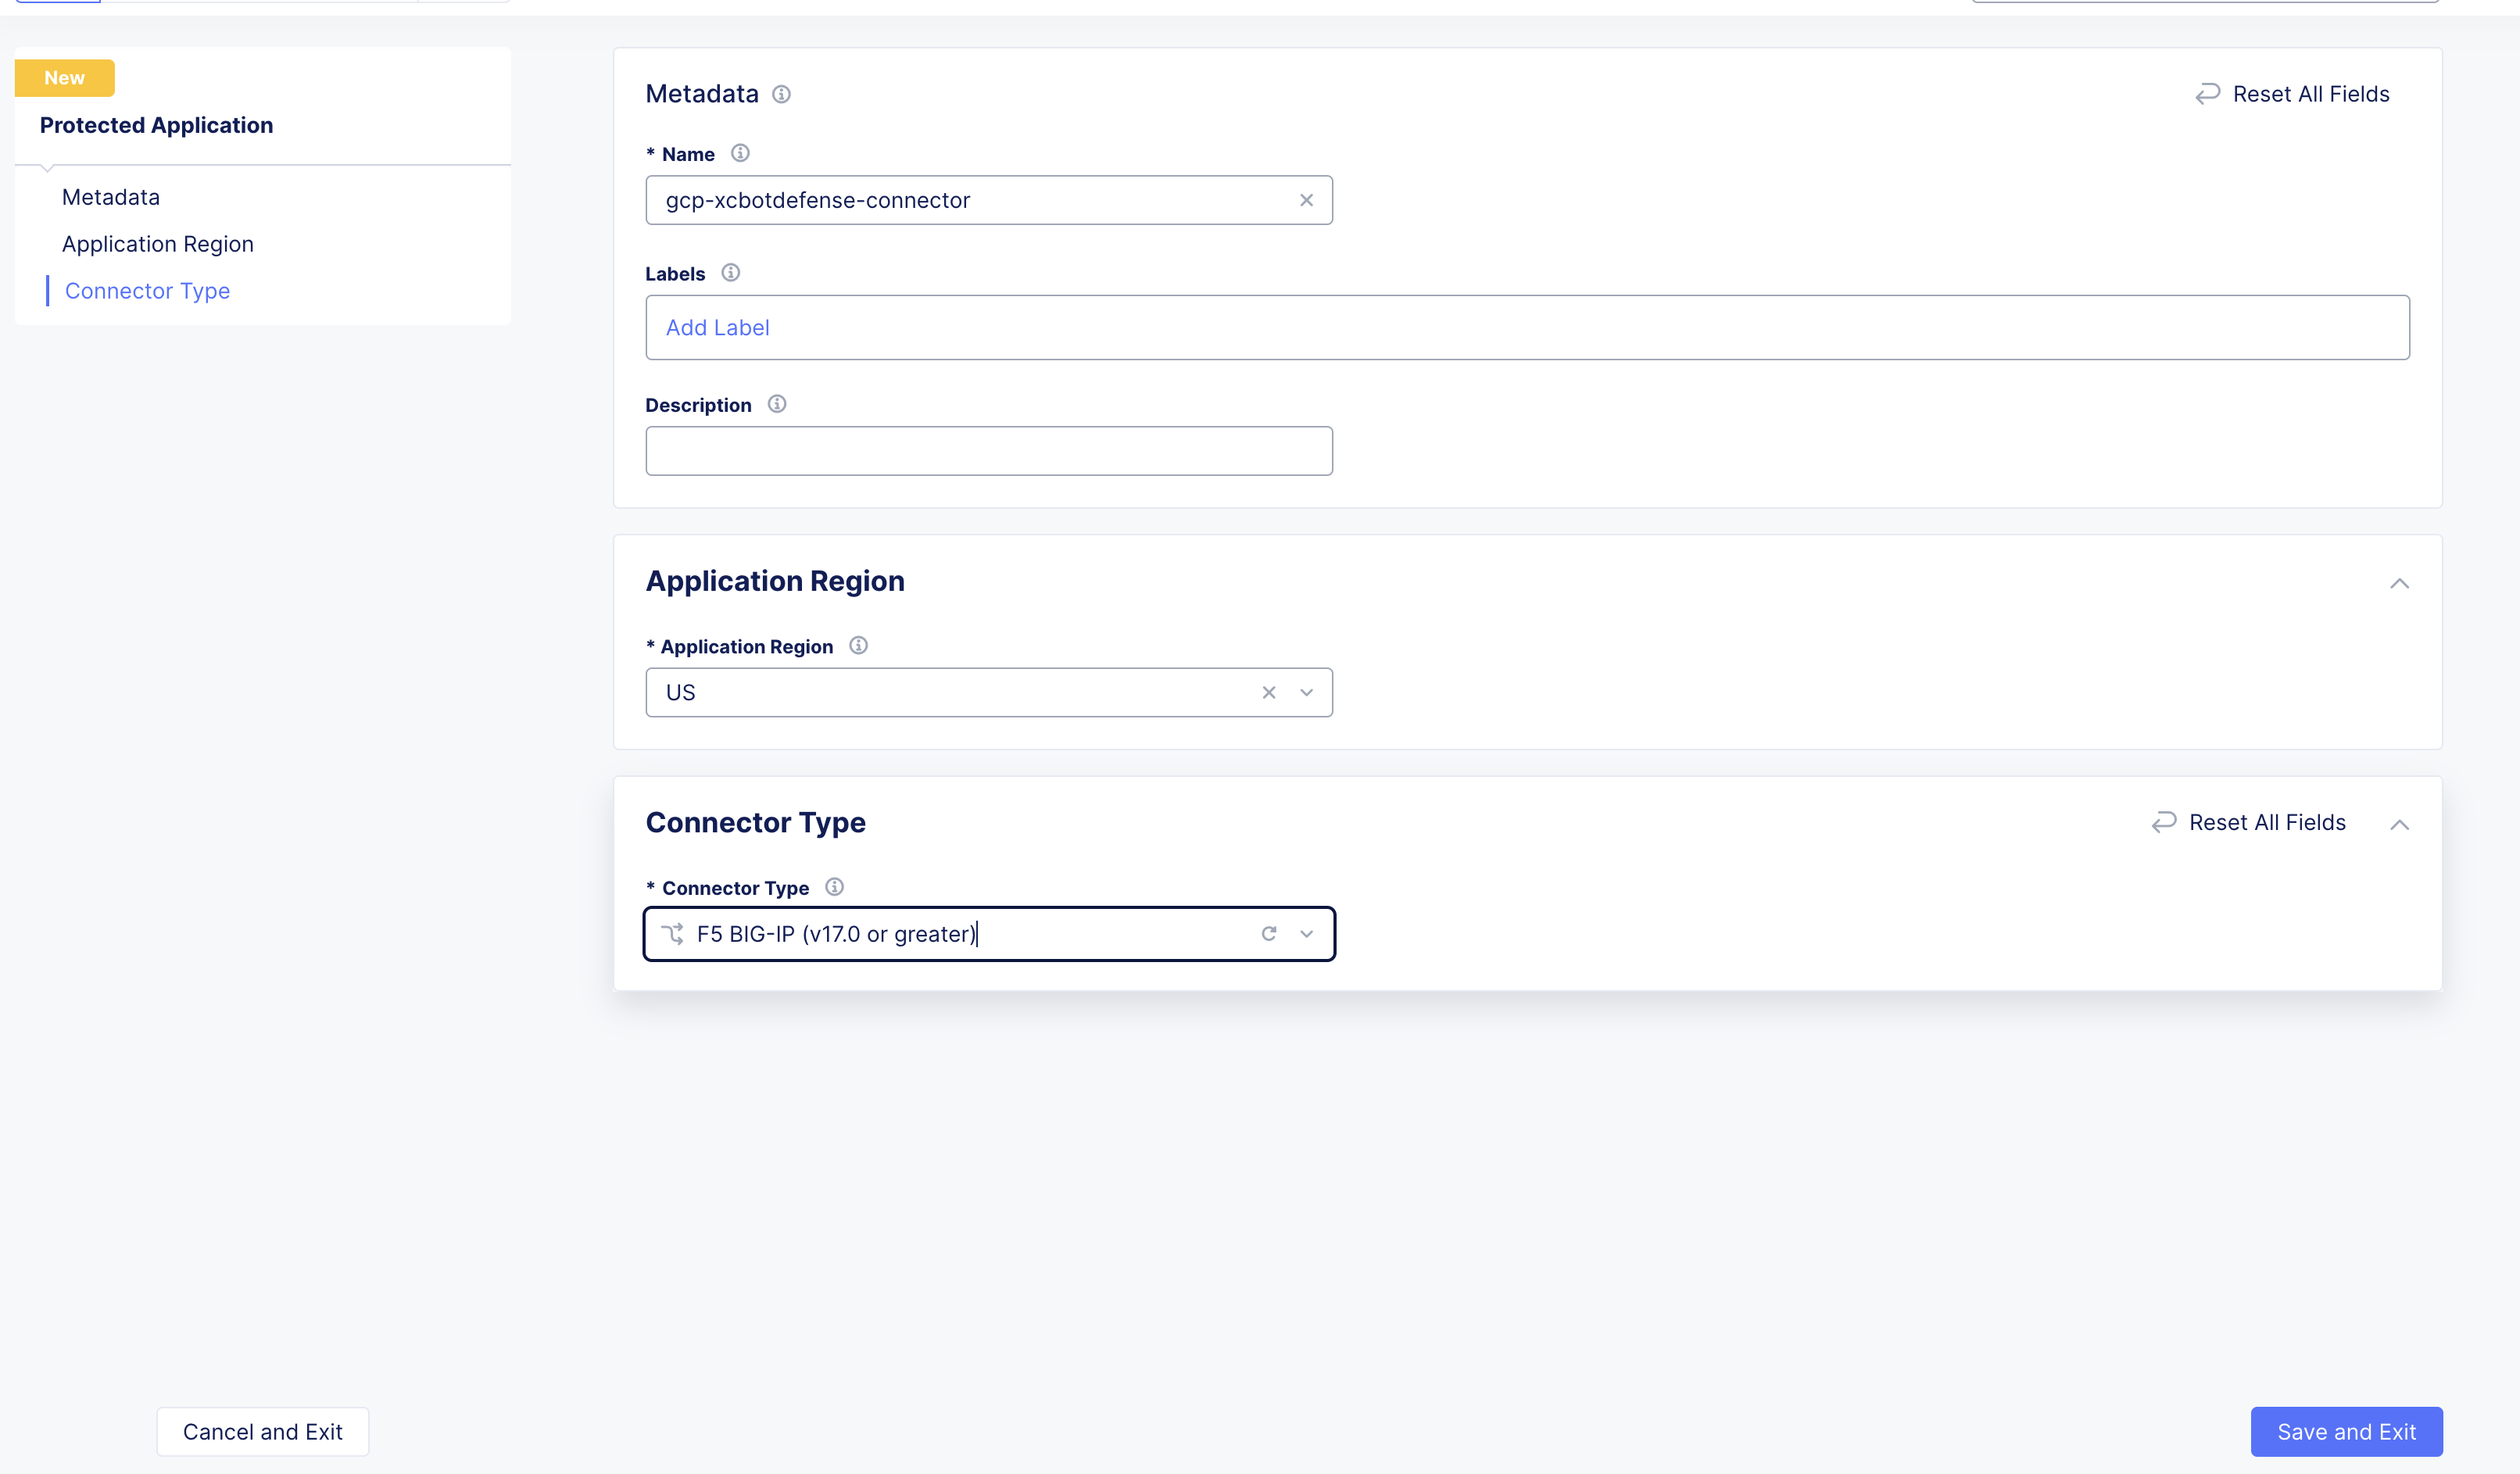 New
Protected Application
Metadata
Application Region
Connector Type
Metadata
Reset All Fields
* Name
gcp-xcbotdefense-connector
Labels
Add Label
Description
Application Region
* Application Region
US
Connector Type
Reset All Fields
* Connector Type
F5 BIG-IP (v17.0 or greater)
Cancel and Exit
Save and Exit